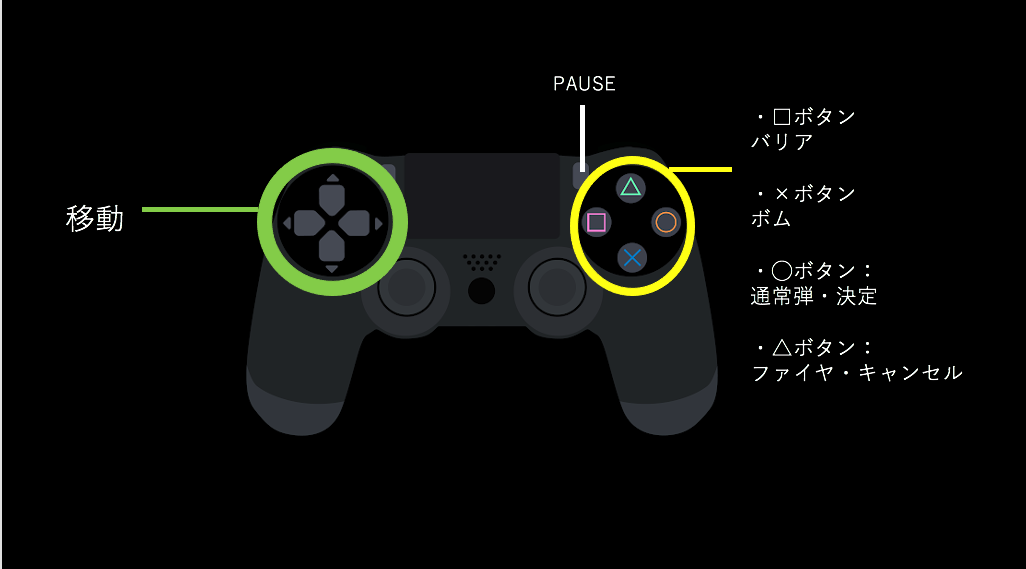 PAUSE
移動
・□ボタン
バリア
・×ボタン
ボム
・◯ボタン：
通常弾・決定
・△ボタン：
ファイヤ・キャンセル